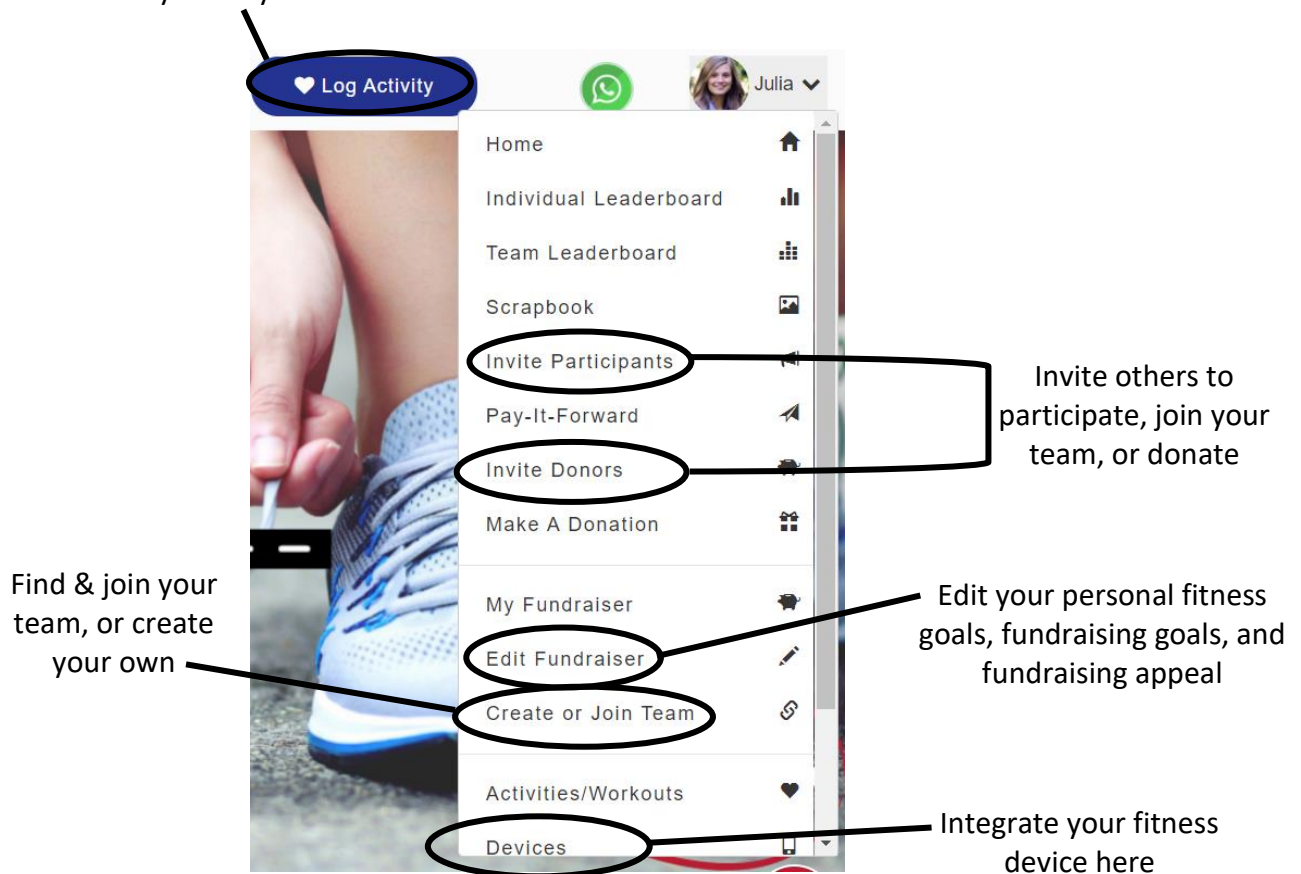 Log Activity
Julia
Home
Individual Leaderboard
Team Leaderboard
Scrapbook
Invite Participants
Pay-It-Forward
Invite Donors
Make A Donation
My Fundraiser
Edit Fundraiser
Create or Join Team
Activities/Workouts
Devices
Invite others to
participate, join your
team, or donate
Find & join your
team, or create
your own
Edit your personal fitness
goals, fundraising goals, and
fundraising appeal
Integrate your fitness
device here